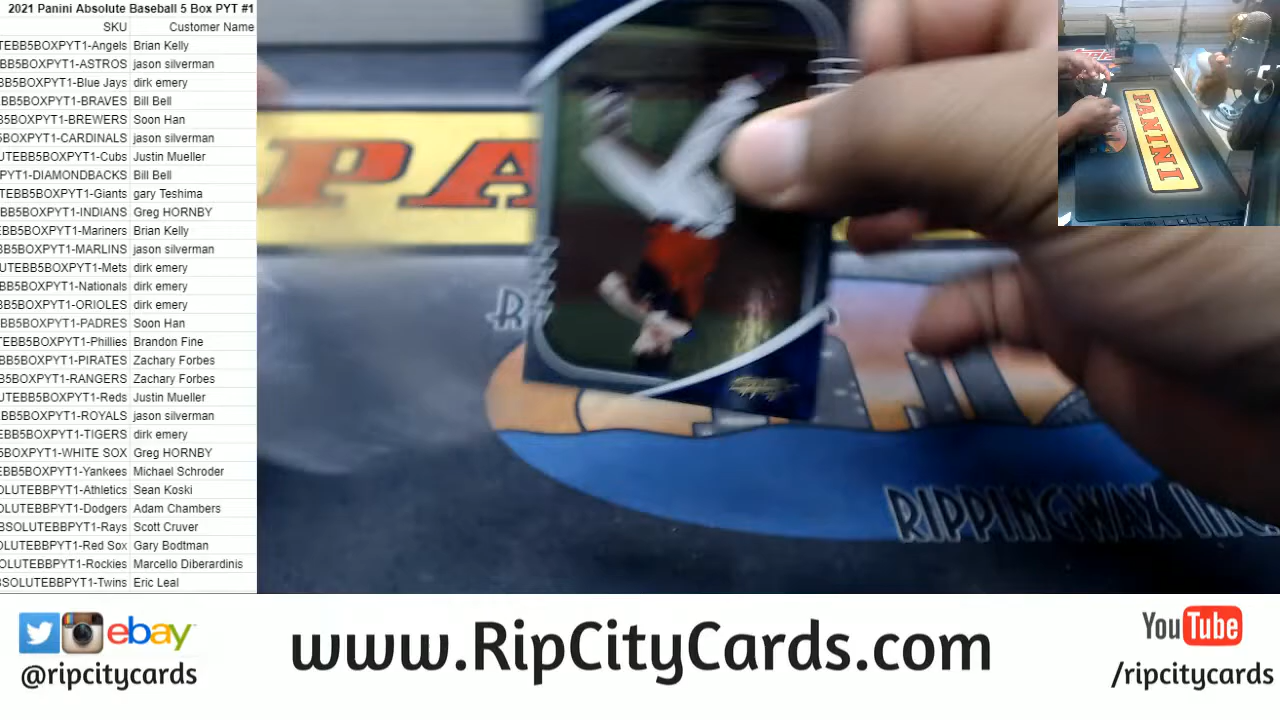 2021 Panini Absolute Baseball 5 Box PYT #1
SKU Customer Name
TEBB5BOXPYT1-Angels Brian Kelly
BB5BOXPYT1-ASTROS jason silverman
BB5BOXPYT1-Blue Jays dirk emery
BB5BOXPYT1-BRAVES Bill Bell
B5BOXPYT1-BREWERS Soon Han
5BOXPYT1-CARDINALS jason silverman
UTEBB5BOXPYT1-Cubs Justin Mueller
PYT1-DIAMONDBACKS Bill Bell
TEBB5BOXPYT1-Giants gary Teshima
BB5BOXPYT1-INDIANS Greg HORNBY
EBB5BOXPYT1-Mariners Brian Kelly
BB5BOXPYT1-MARLINS jason silverman
UTEBB5BOXPYT1-Mets dirk emery
BB5BOXPYT1-Nationals dirk emery
BB5BOXPYT1-ORIOLES dirk emery
BB5BOXPYT1-PADRES Soon Han
TEBB5BOXPYT1-Phillies Brandon Fine
BB5BOXPYT1-PIRATES Zachary Forbes
BB5BOXPYT1-RANGERS Zachary Forbes
UTEBB5BOXPYT1-Reds Justin Mueller
BB5BOXPYT1-ROYALS jason silverman
EBB5BOXPYT1-TIGERS dirk emery
5BOXPYT1-WHITE SOX Greg HORNBY
EBB5BOXPYT1-Yankees Michael Schroder
OLUTEBBPYT1-Athletics Sean Koski
OLUTEBBPYT1-Dodgers Adam Chambers
BSOLUTEBBPYT1-Rays Scott Cruver
OLUTEBBPYT1-Red Sox Gary Bodtman
SOLUTEBBPYT1-Rockies Marcello Diberardinis
BSOLUTEBBPYT1-Twins Eric Leal
PA
PANINI
R
RIPPINGWAX INC
ebay
@ripcitycards
www.RipCityCards.com
YouTube
/ripcitycards